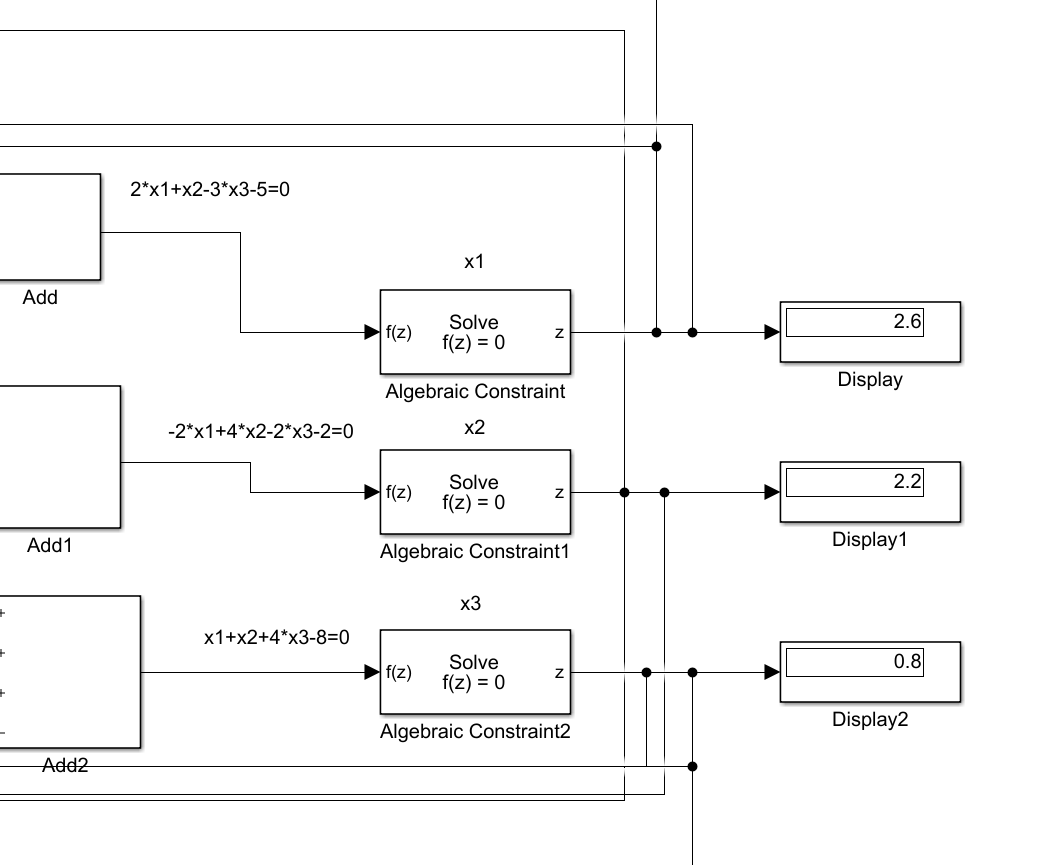 2*x1+x2-3*x3-5=0
Add
x1
f(z)
Solve
f(z) = 0
z
Algebraic Constraint
2.6
Display
-2*x1+4*x2-2*x3-2=0
Add1
x2
f(z)
Solve
f(z) = 0
z
Algebraic Constraint1
2.2
Display1
+
+
+
−
Add2
x1+x2+4*x3-8=0
x3
f(z)
Solve
f(z) = 0
z
Algebraic Constraint2
0.8
Display2